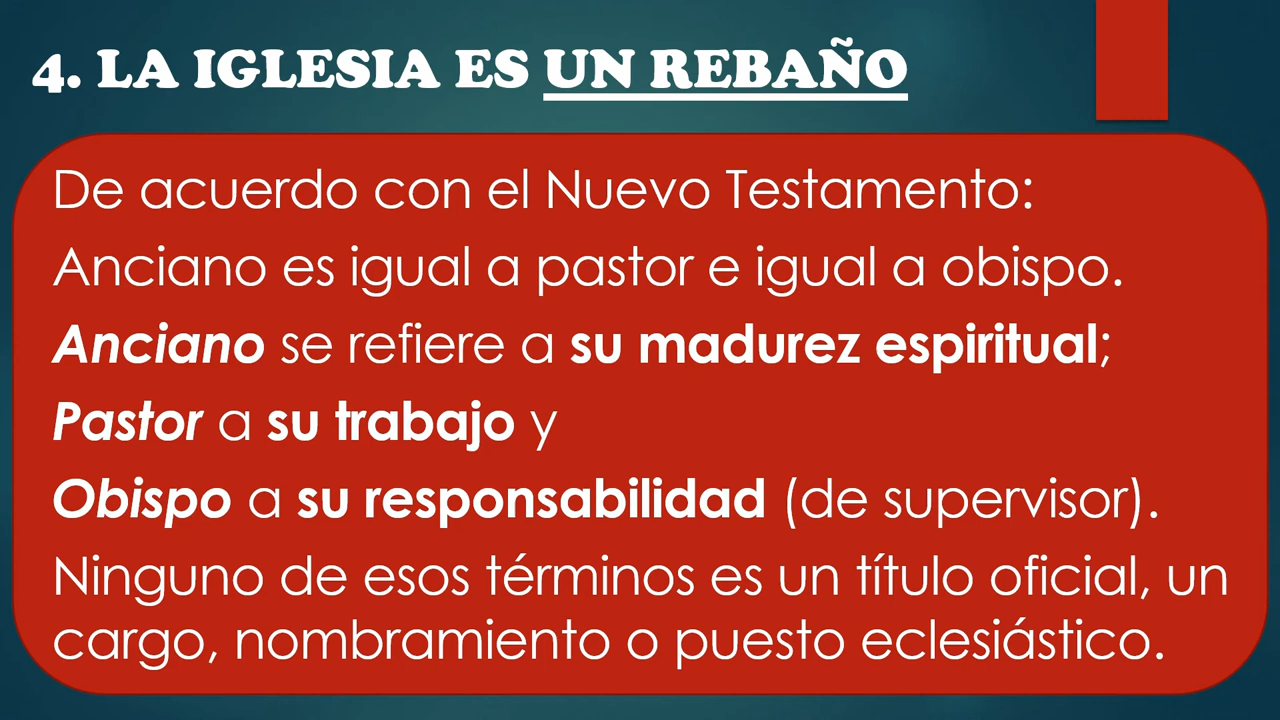 4. LA IGLESIA ES UN REBAÑO
De acuerdo con el Nuevo Testamento:
Anciano es igual a pastor e igual a obispo.
Anciano se refiere a su madurez espiritual;
Pastor a su trabajo y
Obispo a su responsabilidad (de supervisor).
Ninguno de esos términos es un título oficial, un
cargo, nombramiento o puesto eclesiástico.